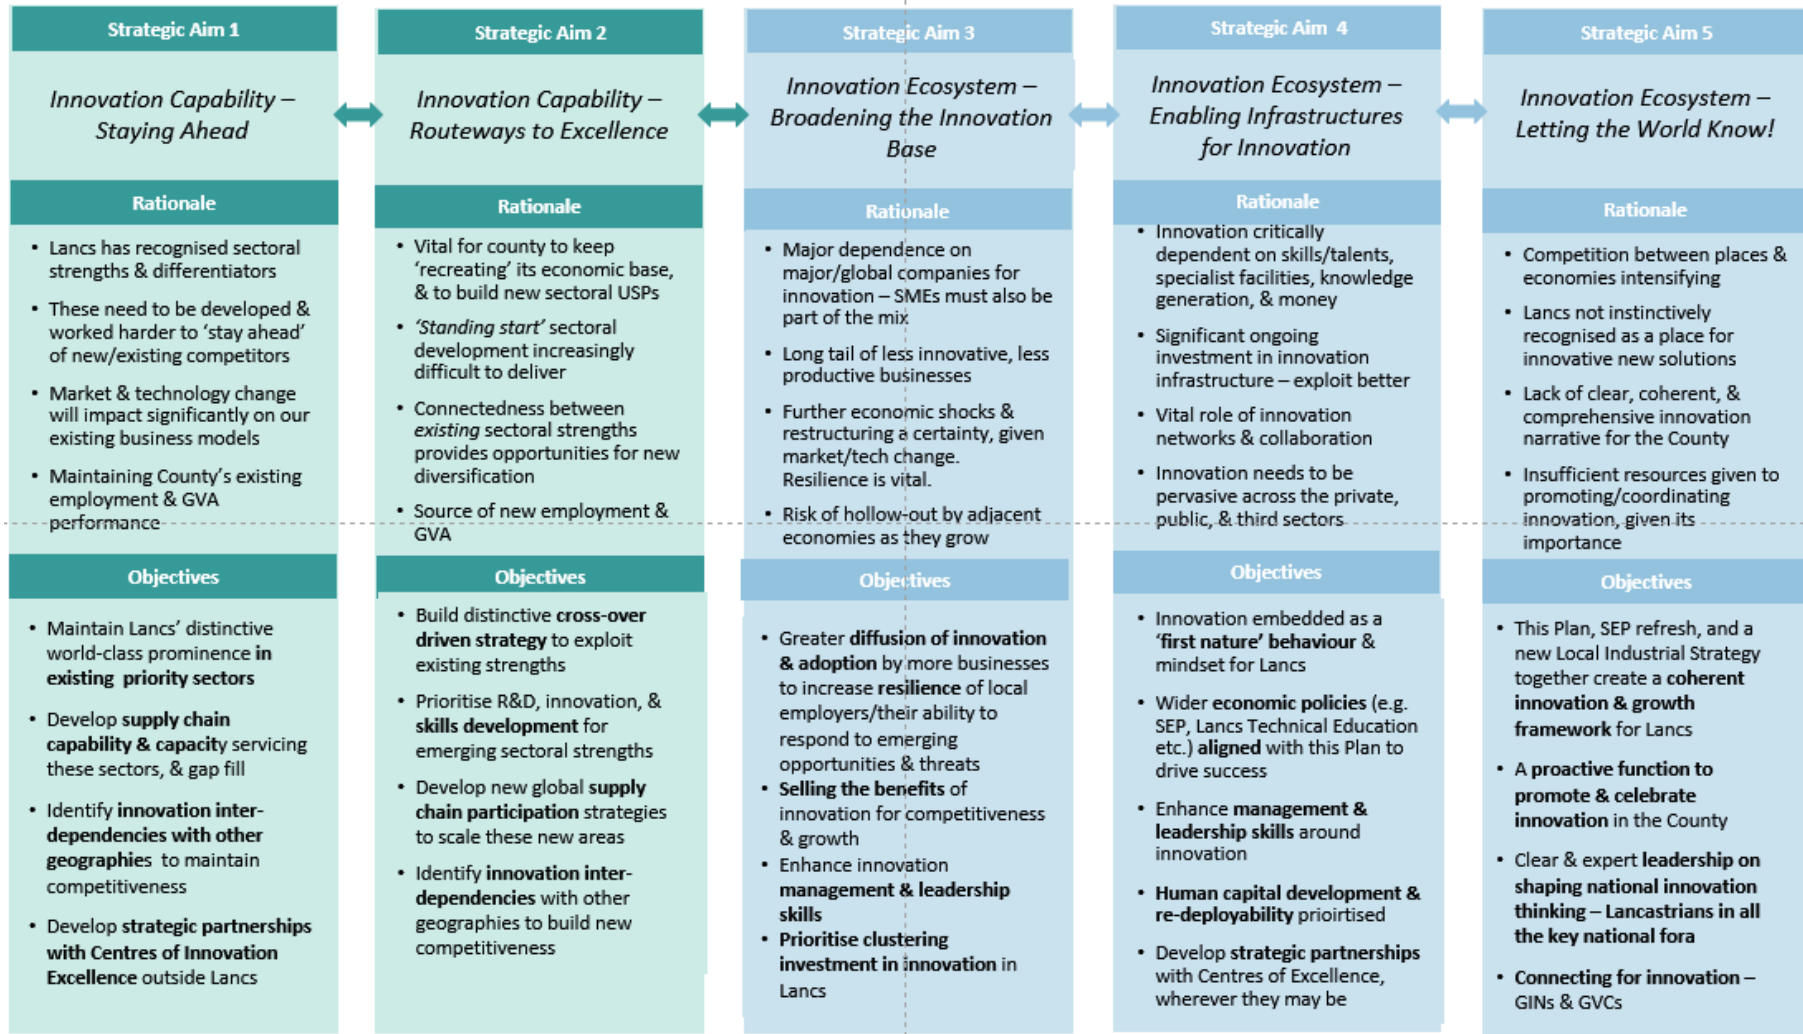 Strategic Aim 1
Innovation Capability –
Staying Ahead
Rationale
• Lancs has recognised sectoral
strengths & differentiators
• These need to be developed &
worked harder to ‘stay ahead’
of new/existing competitors
• Market & technology change
will impact significantly on our
existing business models
• Maintaining County’s existing
employment & GVA
performance
Objectives
• Maintain Lancs’ distinctive
world-class prominence in
existing priority sectors
• Develop supply chain
capability & capacity servicing
these sectors, & gap fill
• Identify innovation inter-
dependencies with other
geographies to maintain
competitiveness
• Develop strategic partnerships
with Centres of Innovation
Excellence outside Lancs
Strategic Aim 2
Innovation Capability –
Routeways to Excellence
Rationale
• Vital for county to keep
‘recreating’ its economic base,
& to build new sectoral USPs
• ‘Standing start’ sectoral
development increasingly
difficult to deliver
• Connectedness between
existing sectoral strengths
provides opportunities for new
diversification
• Source of new employment &
GVA
Objectives
• Build distinctive cross-over
driven strategy to exploit
existing strengths
• Prioritise R&D, innovation, &
skills development for
emerging sectoral strengths
• Develop new global supply
chain participation strategies
to scale these new areas
• Identify innovation inter-
dependencies with other
geographies to build new
competitiveness
Strategic Aim 3
Innovation Ecosystem –
Broadening the Innovation
Base
Rationale
• Major dependence on
major/global companies for
innovation – SMEs must also be
part of the mix
• Long tail of less innovative, less
productive businesses
• Further economic shocks &
restructuring a certainty, given
market/tech change.
Resilience is vital.
• Risk of hollow-out by adjacent
economies as they grow
Objectives
• Greater diffusion of innovation
& adoption by more businesses
to increase resilience of local
employers/their ability to
respond to emerging
opportunities & threats
• Selling the benefits of
innovation for competitiveness
& growth
• Enhance innovation
management & leadership
skills
• Prioritise clustering
investment in innovation in
Lancs
Strategic Aim 4
Innovation Ecosystem –
Enabling Infrastructures
for Innovation
Rationale
• Innovation critically
dependent on skills/talents,
specialist facilities, knowledge
generation, & money
• Significant ongoing
investment in innovation
infrastructure – exploit better
• Vital role of innovation
networks & collaboration
• Innovation needs to be
pervasive across the private,
public, & third sectors
Objectives
• Innovation embedded as a
‘first nature’ behaviour &
mindset for Lancs
• Wider economic policies (e.g.
SEP, Lancs Technical Education
etc.) aligned with this Plan to
drive success
• Enhance management &
leadership skills around
innovation
• Human capital development &
re-deployability prioirtised
• Develop strategic partnerships
with Centres of Excellence,
wherever they may be
Strategic Aim 5
Innovation Ecosystem –
Letting the World Know!
Rationale
• Competition between places &
economies intensifying
• Lancs not instinctively
recognised as a place for
innovative new solutions
• Lack of clear, coherent, &
comprehensive innovation
narrative for the County
• Insufficient resources given to
promoting/coordinating
innovation, given its
importance
Objectives
• This Plan, SEP refresh, and a
new Local Industrial Strategy
together create a coherent
innovation & growth
framework for Lancs
• A proactive function to
promote & celebrate
innovation in the County
• Clear & expert leadership on
shaping national innovation
thinking – Lancastrians in all
the key national fora
• Connecting for innovation –
GINs & GVCs